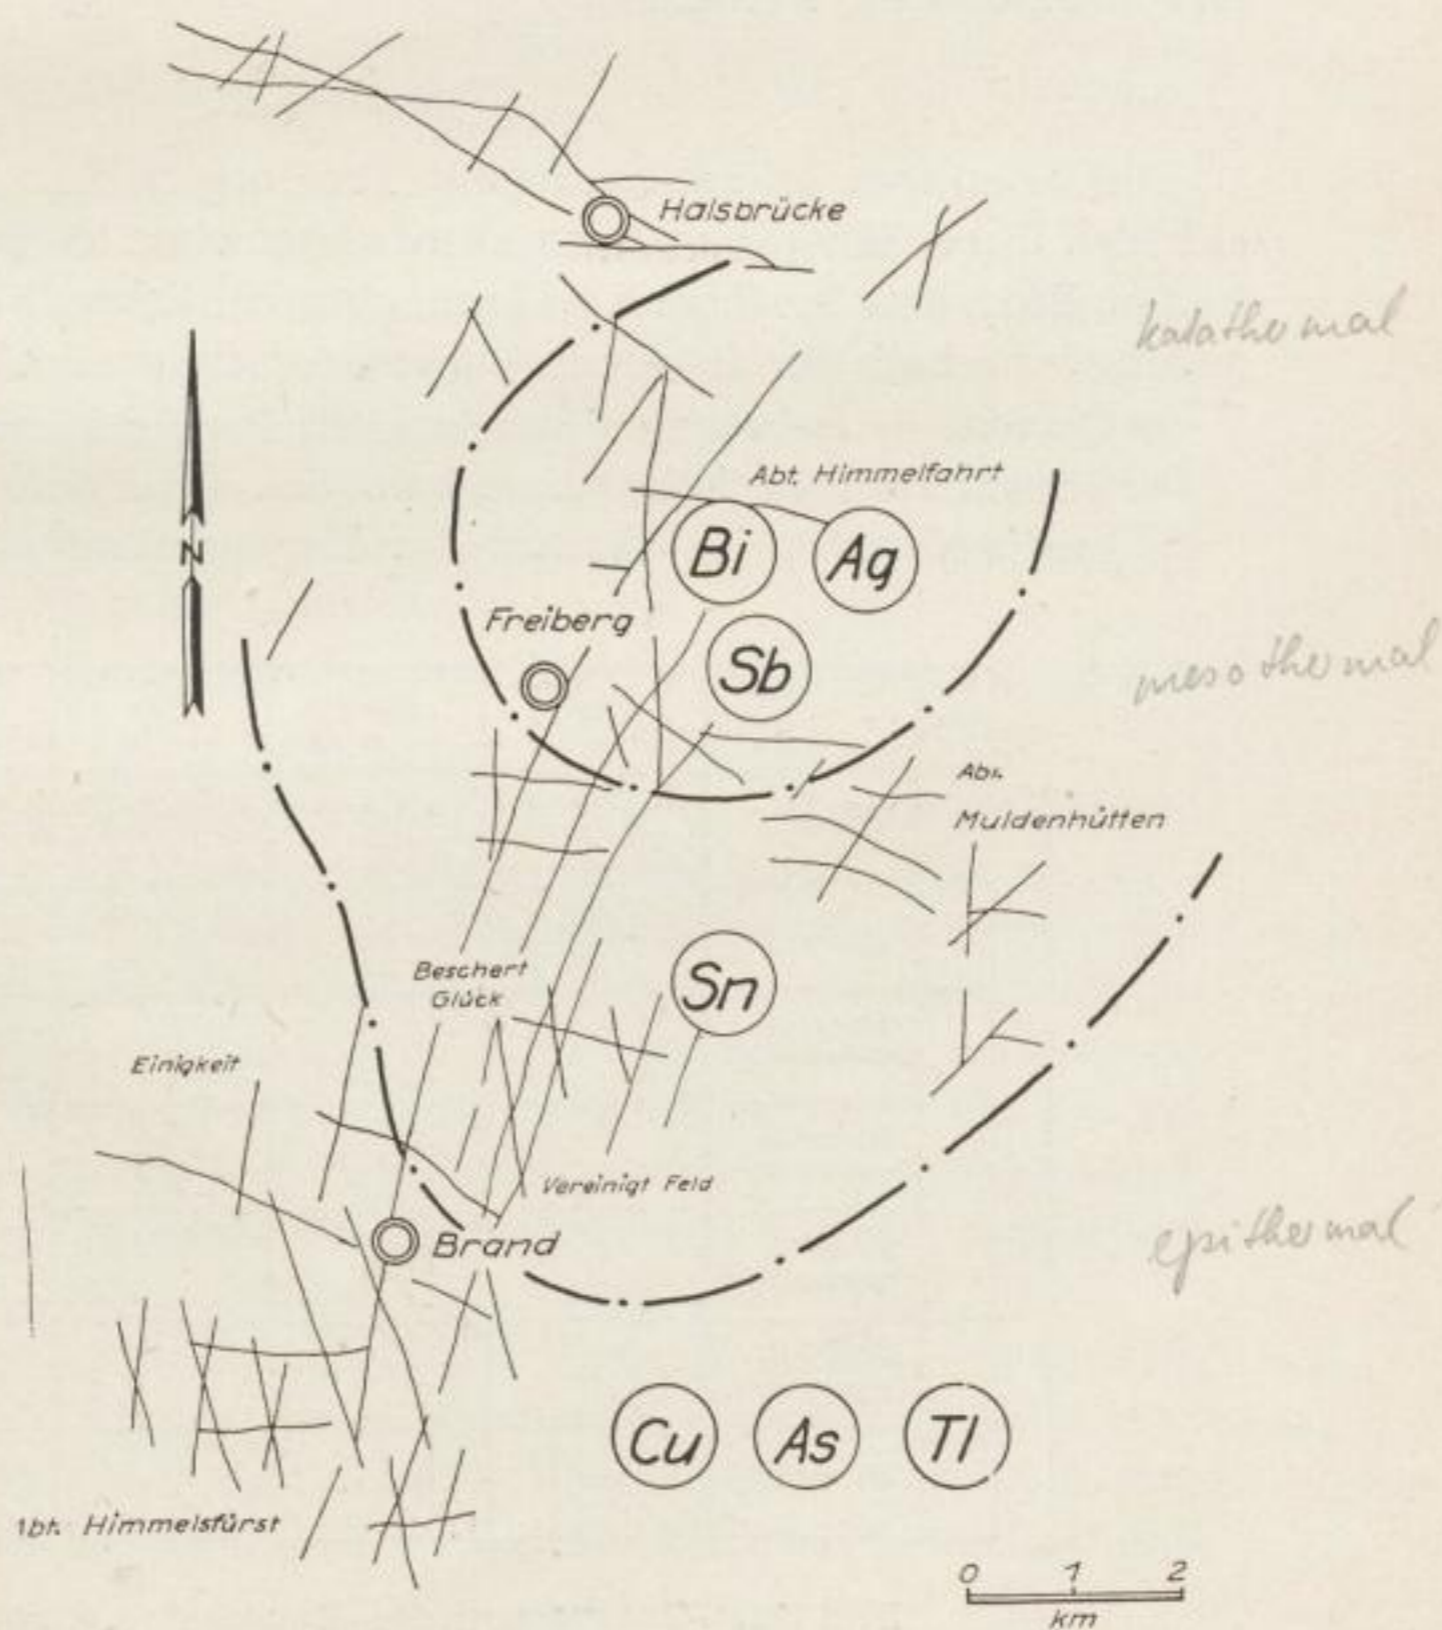 Halsbrücke
katathermal
Abt. Himmelfahrt
Bi
Ag
N
Freiberg
Sb
mesothermal
Abt.
Muldenhütten
Beschert
Glück
Sn
Einigkeit
Vereinigt Feld
Brand
epithermal
Cu
As
Tl
Abt. Himmelsfürst
0 1 2
km